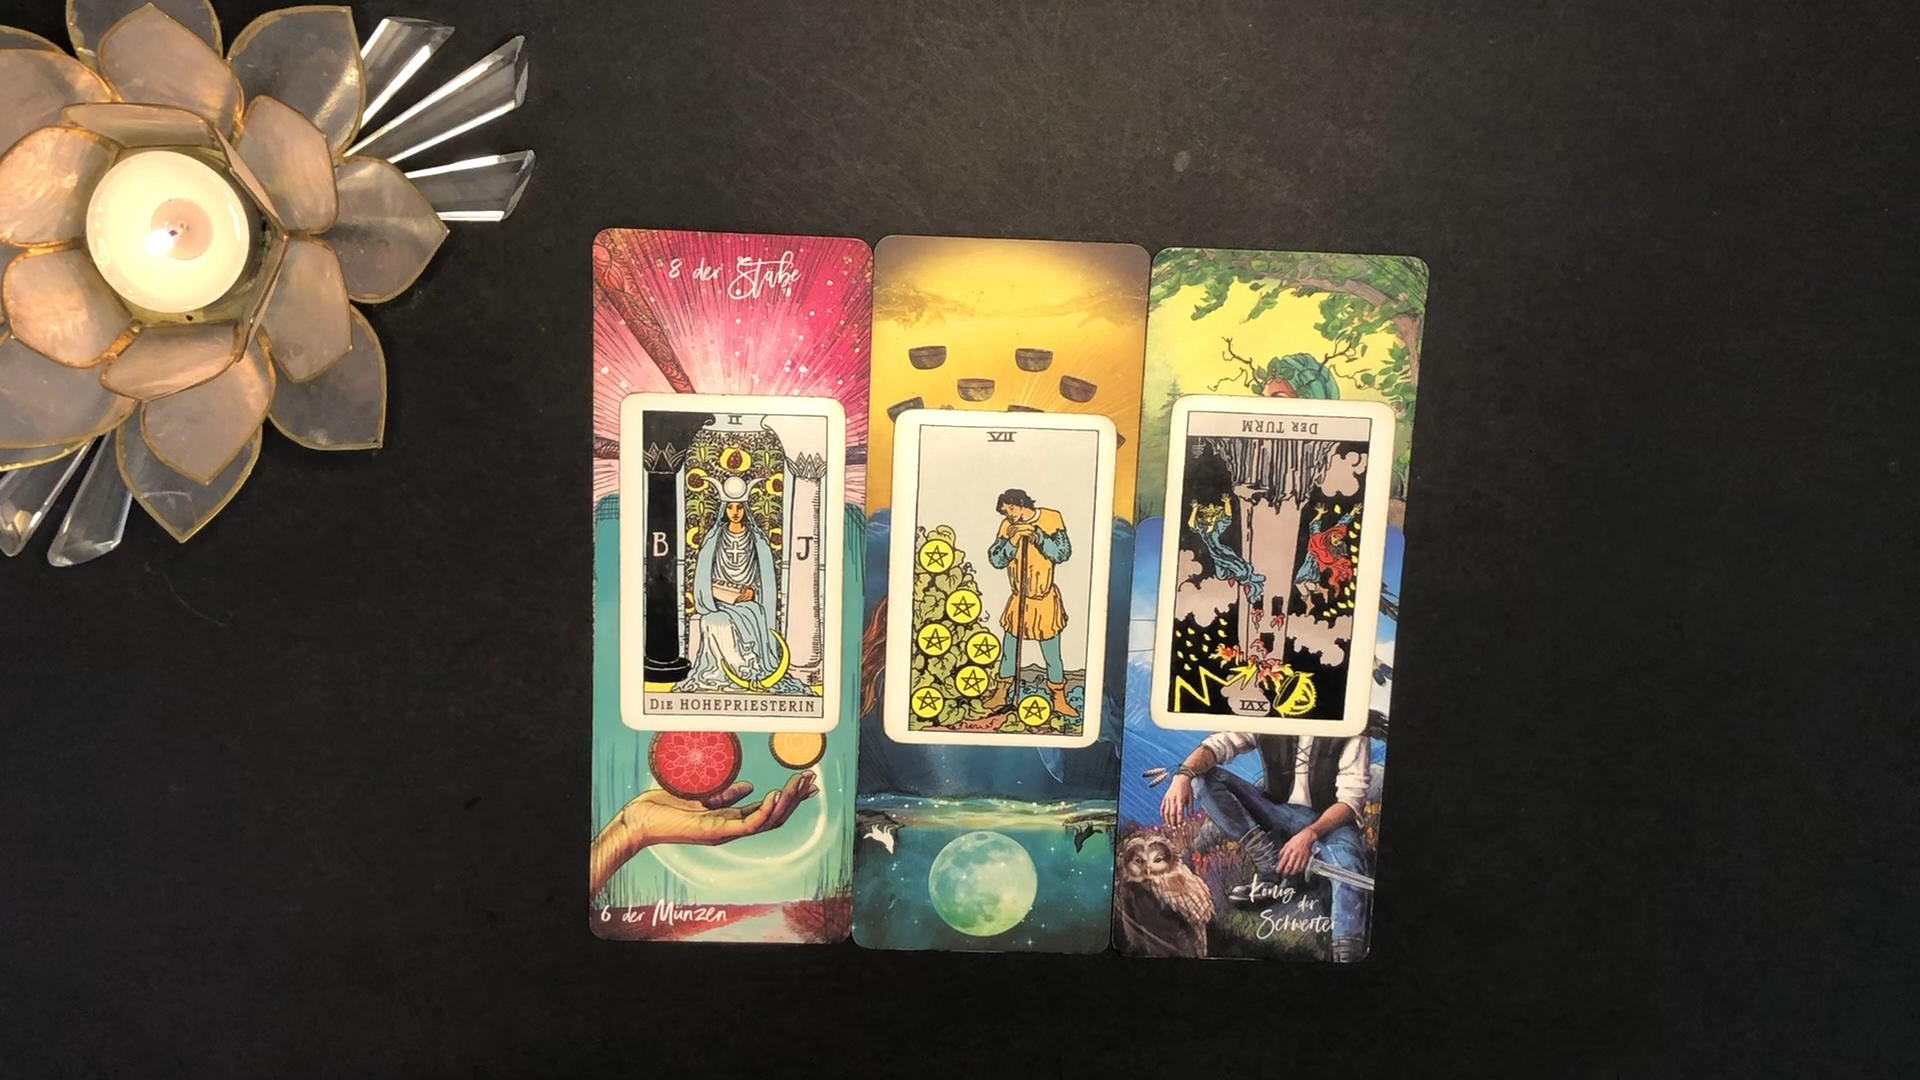 8 der Stäbe
II
B
J
DIE HOHEPRIESTERIN
6 der Münzen
VII
DER TURM
XVI
König
der
Schwerter